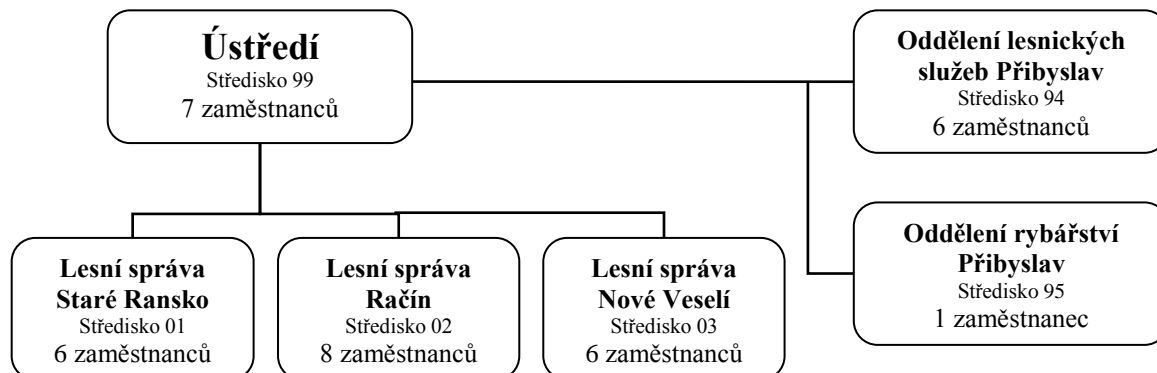 Ústředí
Středisko 99
7 zaměstnanců
Oddělení lesnických
služeb Přibyslav
Středisko 94
6 zaměstnanců
Lesní správa
Staré Ransko
Středisko 01
6 zaměstnanců
Lesní správa
Račín
Středisko 02
8 zaměstnanců
Lesní správa
Nové Veselí
Středisko 03
6 zaměstnanců
Oddělení rybářství
Přibyslav
Středisko 95
1 zaměstnanec